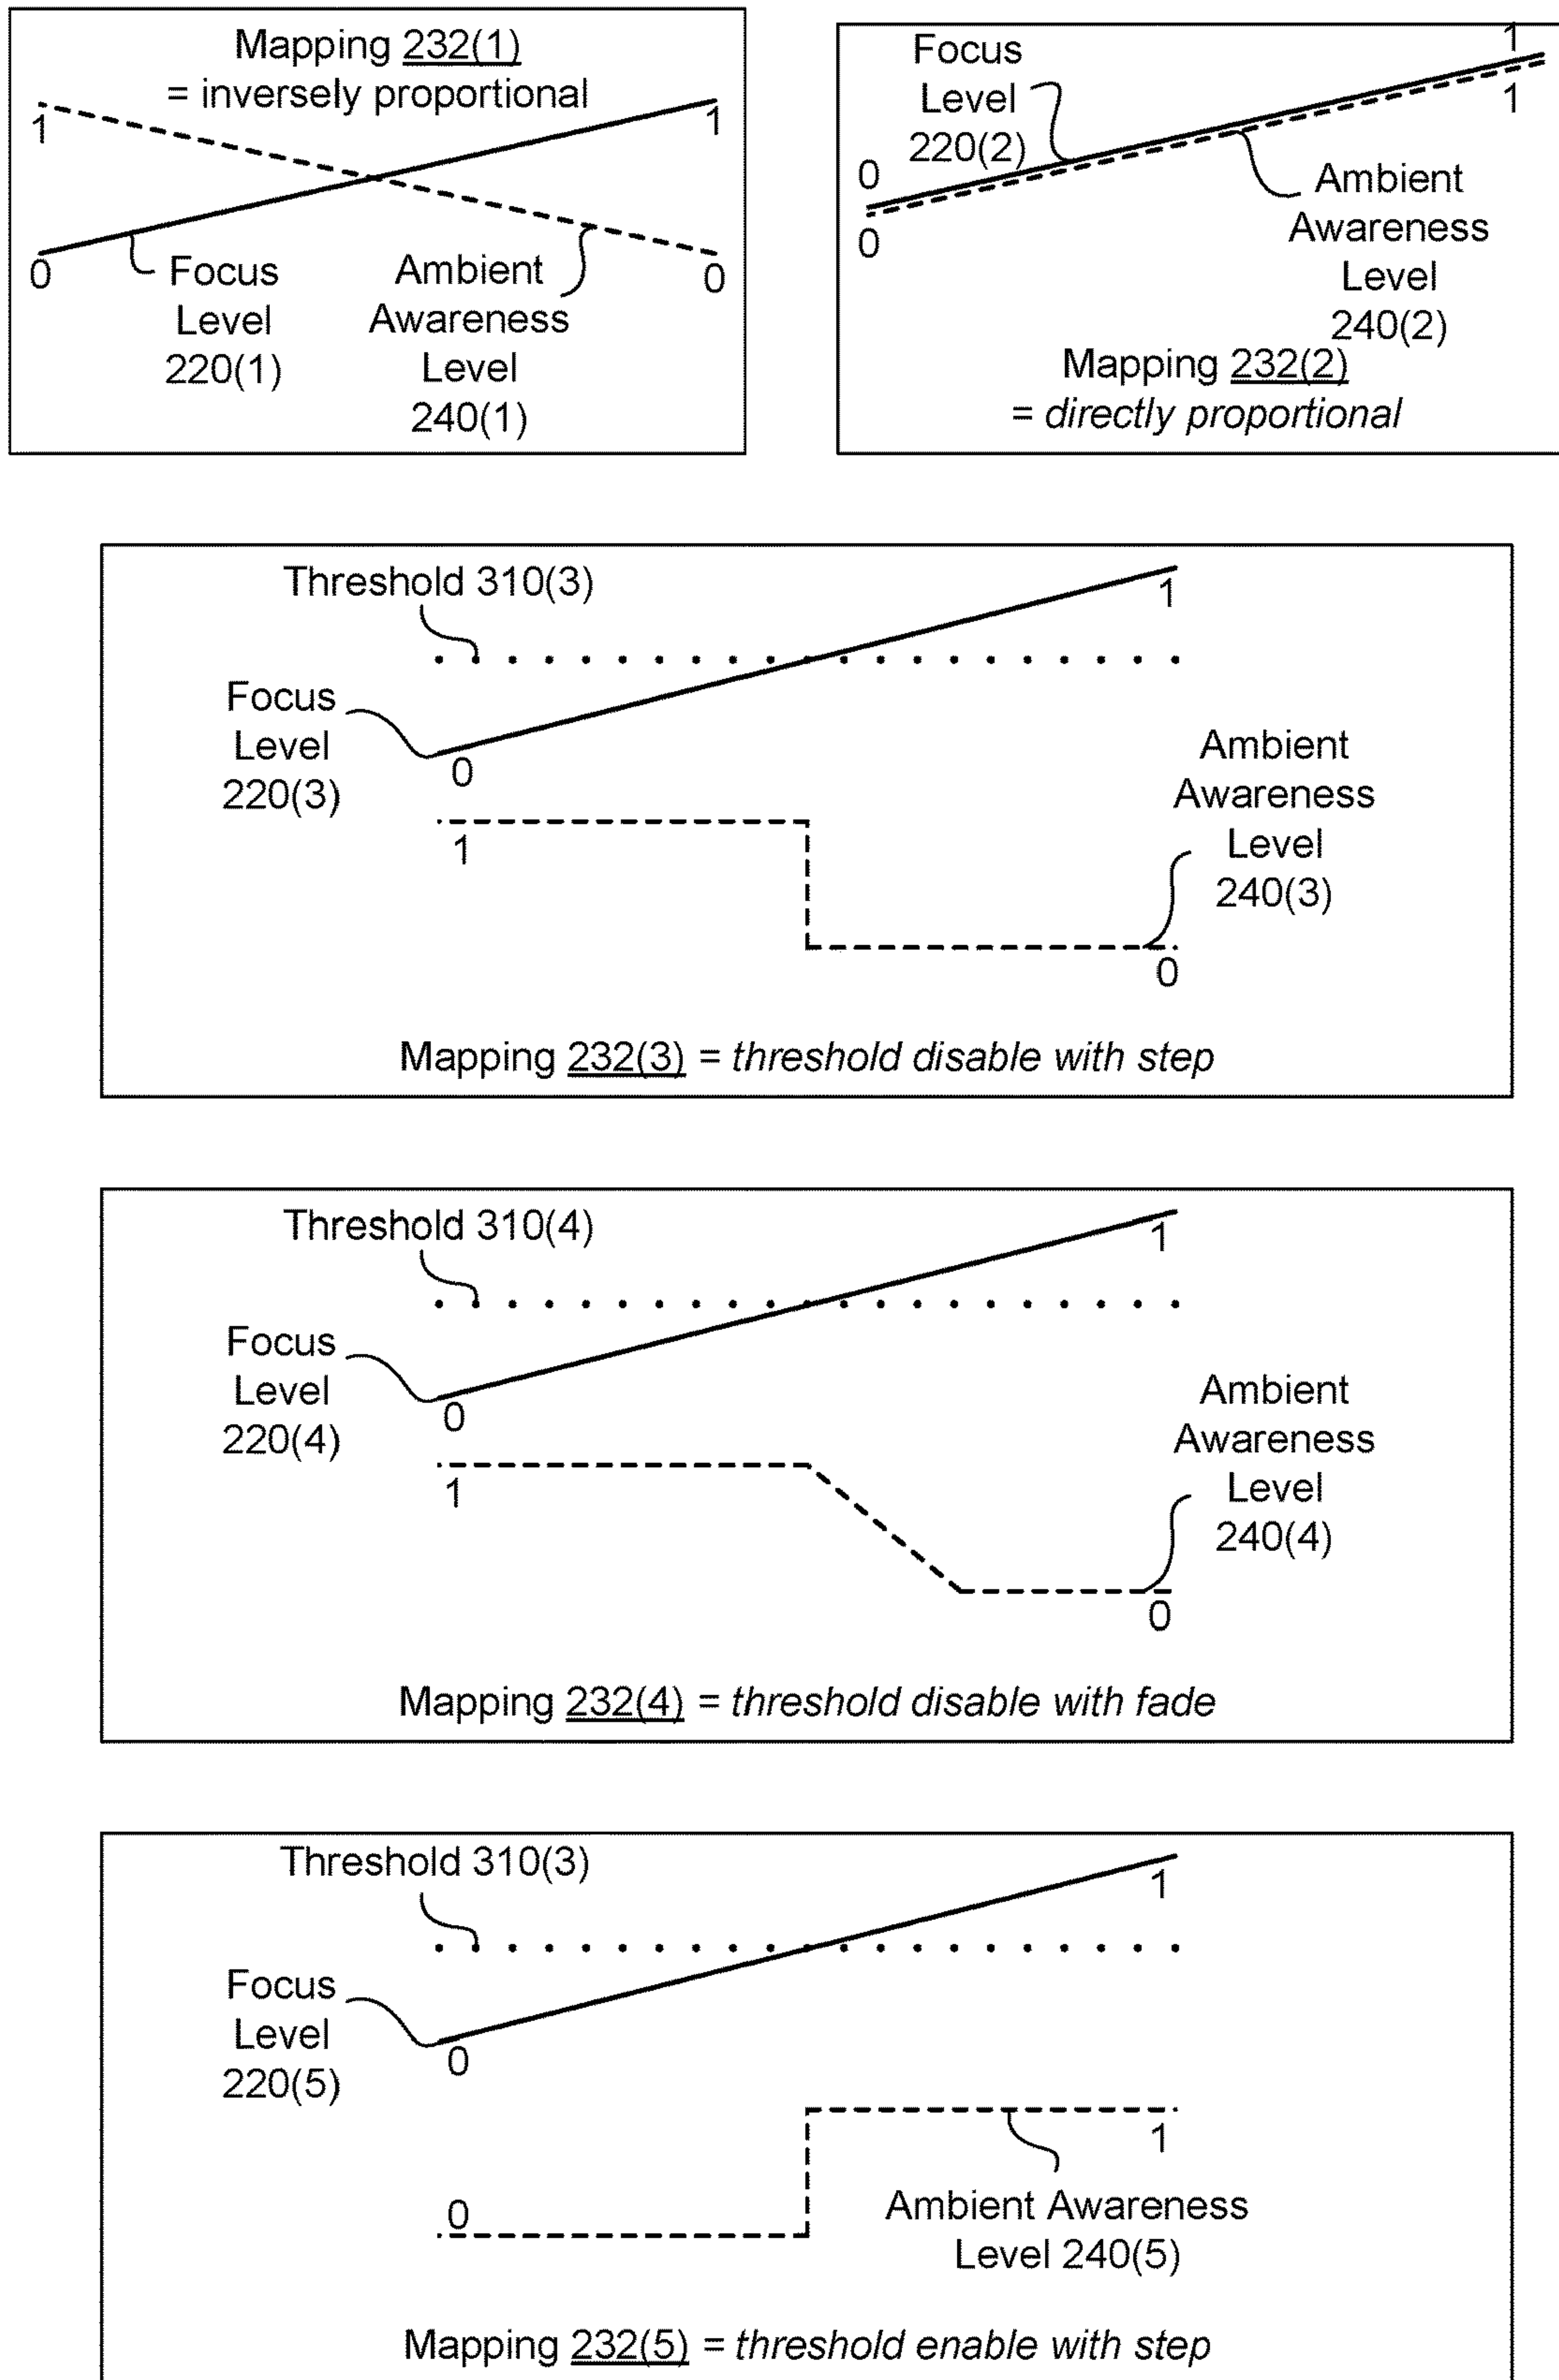 Mapping 232(1)
= inversely proportional
1
1
0
0
Focus
Level
220(1)
Ambient
Awareness
Level
240(1)
Focus
Level
220(2)
1
1
0
0
Ambient
Awareness
Level
240(2)
Mapping 232(2)
= directly proportional
Threshold 310(3)
1
Focus
Level
220(3)
0
Ambient
Awareness
Level
240(3)
1
0
Mapping 232(3) = threshold disable with step
Threshold 310(4)
1
Focus
Level
220(4)
0
Ambient
Awareness
Level
240(4)
1
0
Mapping 232(4) = threshold disable with fade
Threshold 310(3)
1
Focus
Level
220(5)
0
1
0
Ambient Awareness
Level 240(5)
Mapping 232(5) = threshold enable with step